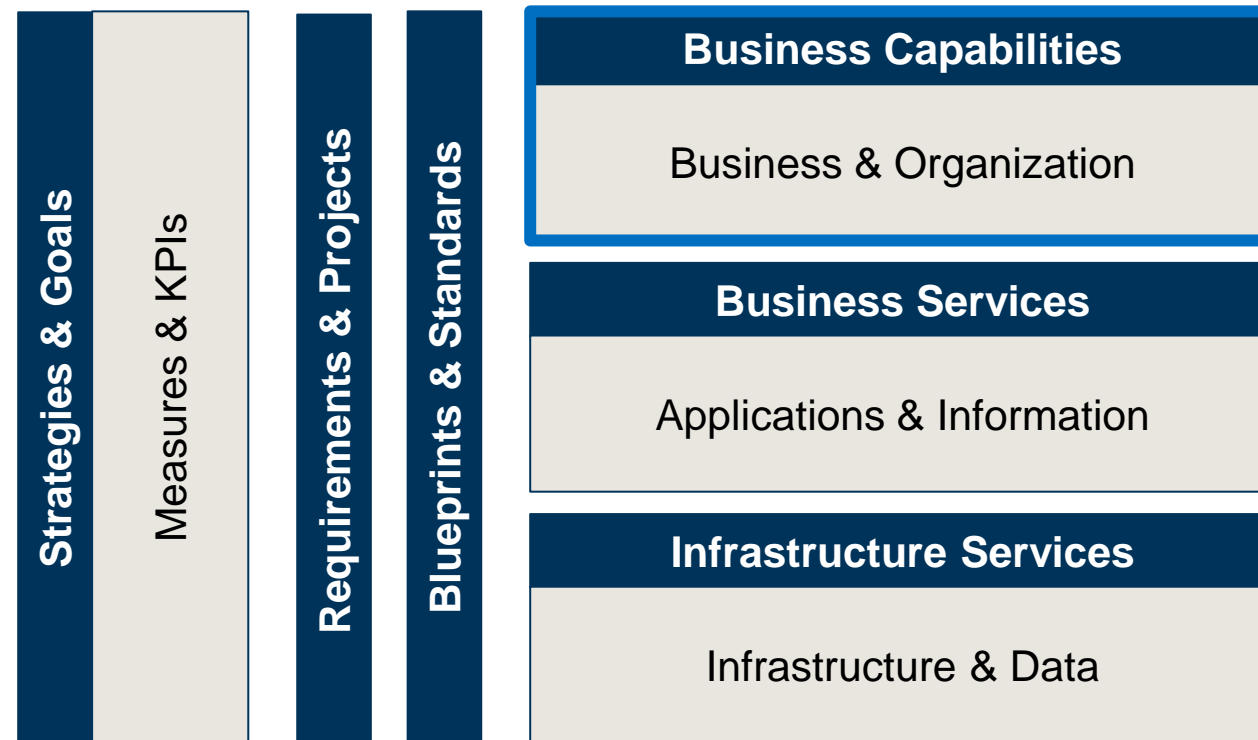 Strategies & Goals
Measures & KPIs
Requirements & Projects
Blueprints & Standards
Business Capabilities
Business & Organization
Business Services
Applications & Information
Infrastructure Services
Infrastructure & Data